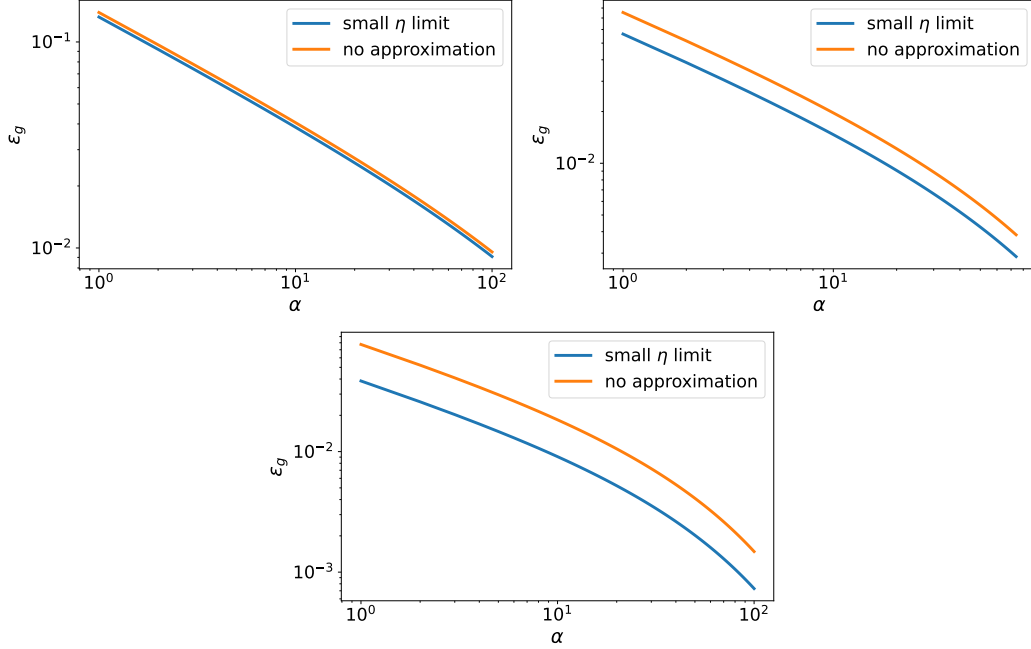 small η limit
no approximation
10⁻¹
10⁻²
ε_g
10⁰ 10¹ 10²
α
small η limit
no approximation
10⁻²
ε_g
10⁰ 10¹
α
small η limit
no approximation
10⁻²
10⁻³
ε_g
10⁰ 10¹ 10²
α